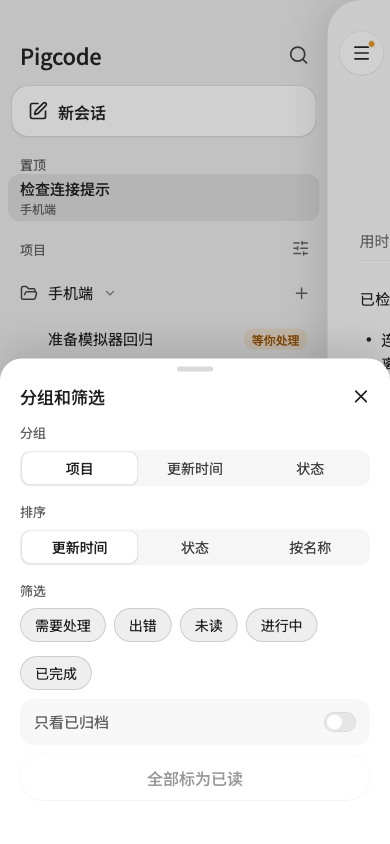 Pigcode
新会话
置顶
检查连接提示
手机端
项目
用时
手机端
已检
准备模拟器回归
等你处理
• 连
分组和筛选
分组
项目
更新时间
状态
排序
更新时间
状态
按名称
筛选
需要处理
出错
未读
进行中
已完成
只看已归档
全部标为已读